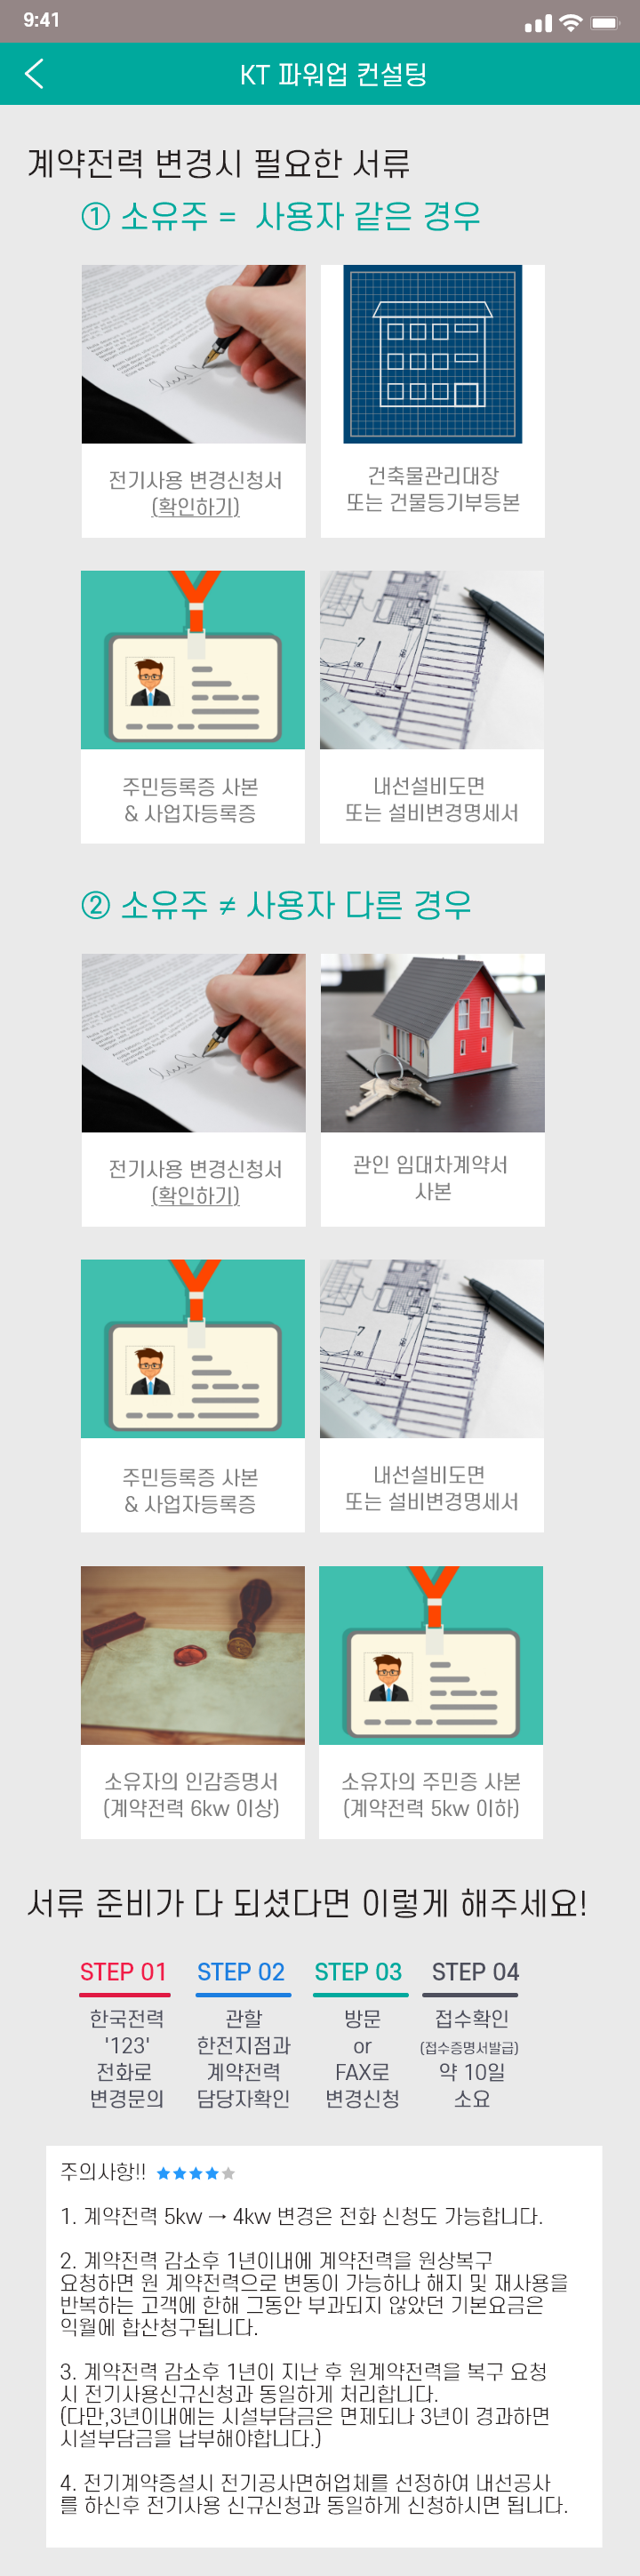 9:41
KT 파워업 컨설팅
계약전력 변경시 필요한 서류
① 소유주 = 사용자 같은 경우
전기사용 변경신청서
(확인하기)
건축물관리대장
또는 건물등기부등본
주민등록증 사본
& 사업자등록증
내선설비도면
또는 설비변경명세서
② 소유주 ≠ 사용자 다른 경우
전기사용 변경신청서
(확인하기)
관인 임대차계약서
사본
주민등록증 사본
& 사업자등록증
내선설비도면
또는 설비변경명세서
소유자의 인감증명서
(계약전력 6kw 이상)
소유자의 주민증 사본
(계약전력 5kw 이하)
서류 준비가 다 되셨다면 이렇게 해주세요!
STEP 01
한국전력
'123'
전화로
변경문의
STEP 02
관할
한전지점과
계약전력
담당자확인
STEP 03
방문
or
FAX로
변경신청
STEP 04
접수확인
(접수증명서발급)
약 10일
소요
주의사항!! ★★★★★
1. 계약전력 5kw → 4kw 변경은 전화 신청도 가능합니다.
2. 계약전력 감소후 1년이내에 계약전력을 원상복구
요청하면 원 계약전력으로 변동이 가능하나 해지 및 재사용을
반복하는 고객에 한해 그동안 부과되지 않았던 기본요금은
익월에 합산청구됩니다.
3. 계약전력 감소후 1년이 지난 후 원계약전력을 복구 요청
시 전기사용신규신청과 동일하게 처리합니다.
(다만,3년이내에는 시설부담금은 면제되나 3년이 경과하면
시설부담금을 납부해야합니다.)
4. 전기계약증설시 전기공사면허업체를 선정하여 내선공사
를 하신후 전기사용 신규신청과 동일하게 신청하시면 됩니다.